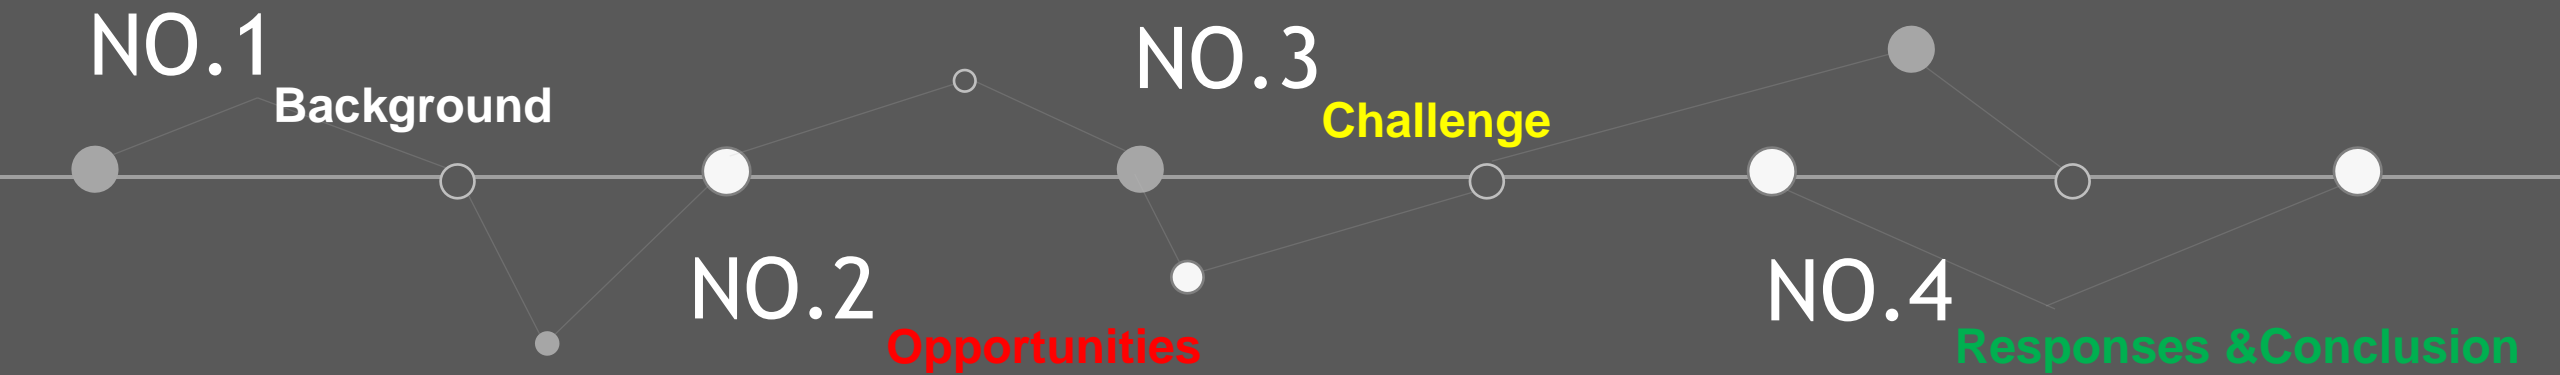 NO.1
Background
NO.2
Opportunities
NO.3
Challenge
NO.4
Responses &Conclusion